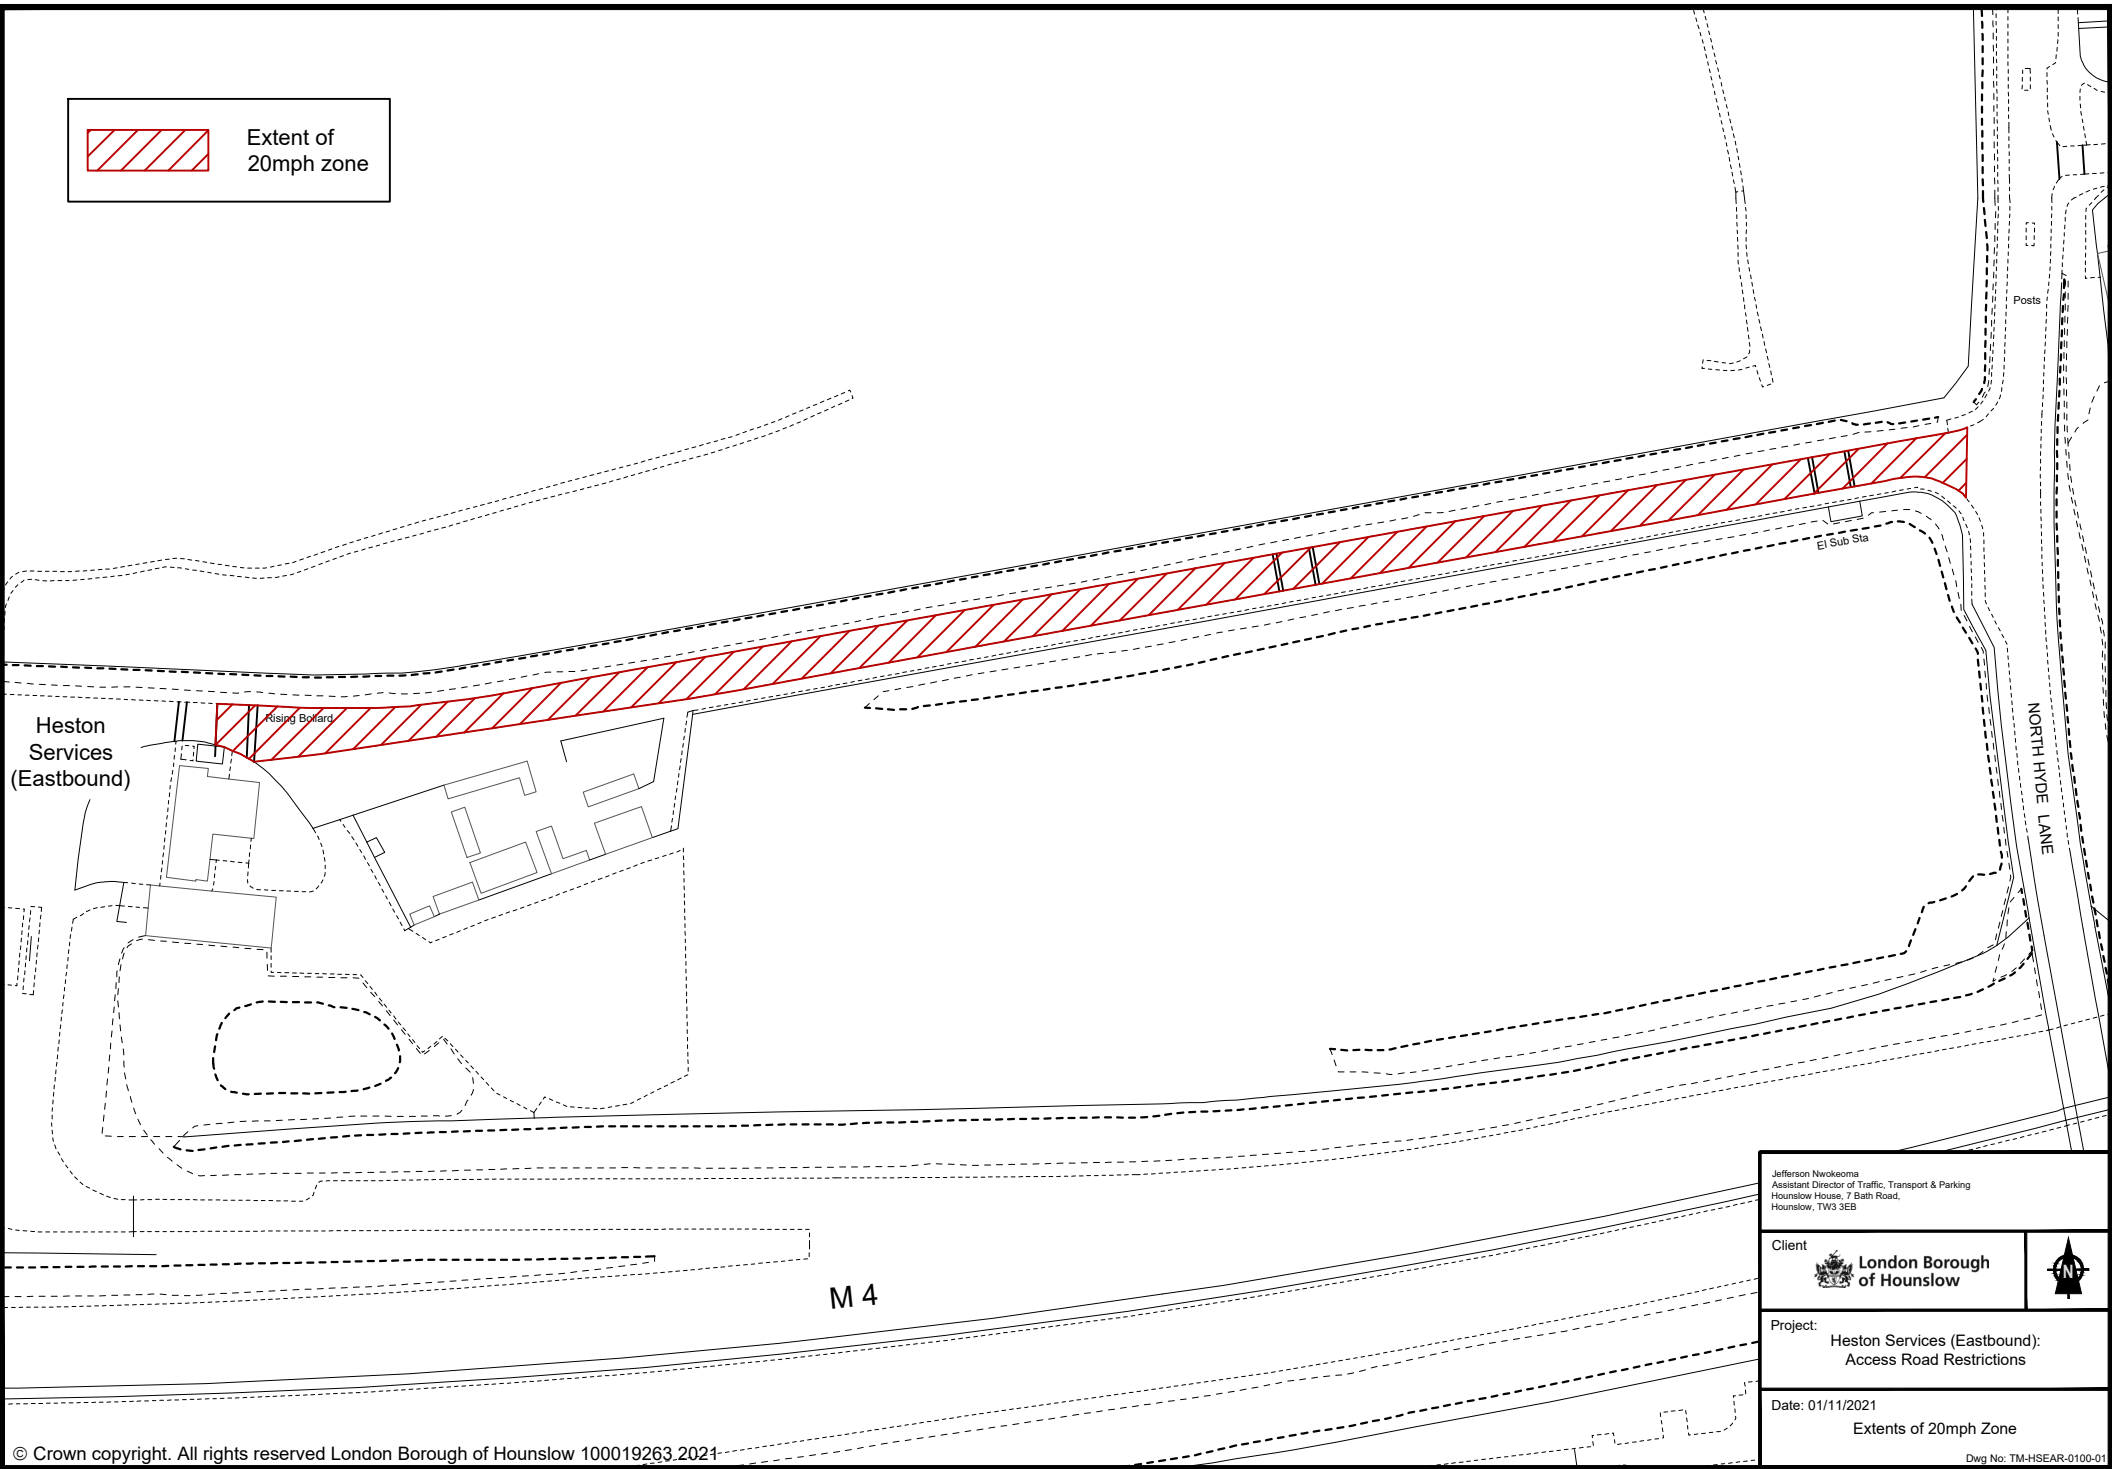 Extent of
20mph zone
Posts
El Sub Sta
Rising Bollard
Heston
Services
(Eastbound)
NORTH HYDE LANE
M 4
Jefferson Nwokeoma
Assistant Director of Traffic, Transport & Parking
Hounslow House, 7 Bath Road,
Hounslow, TW3 3EB
Client
London Borough
of Hounslow
N
Project:
Heston Services (Eastbound):
Access Road Restrictions
Date: 01/11/2021
Extents of 20mph Zone
Dwg No: TM-HSEAR-0100-01
© Crown copyright. All rights reserved London Borough of Hounslow 100019263 2021